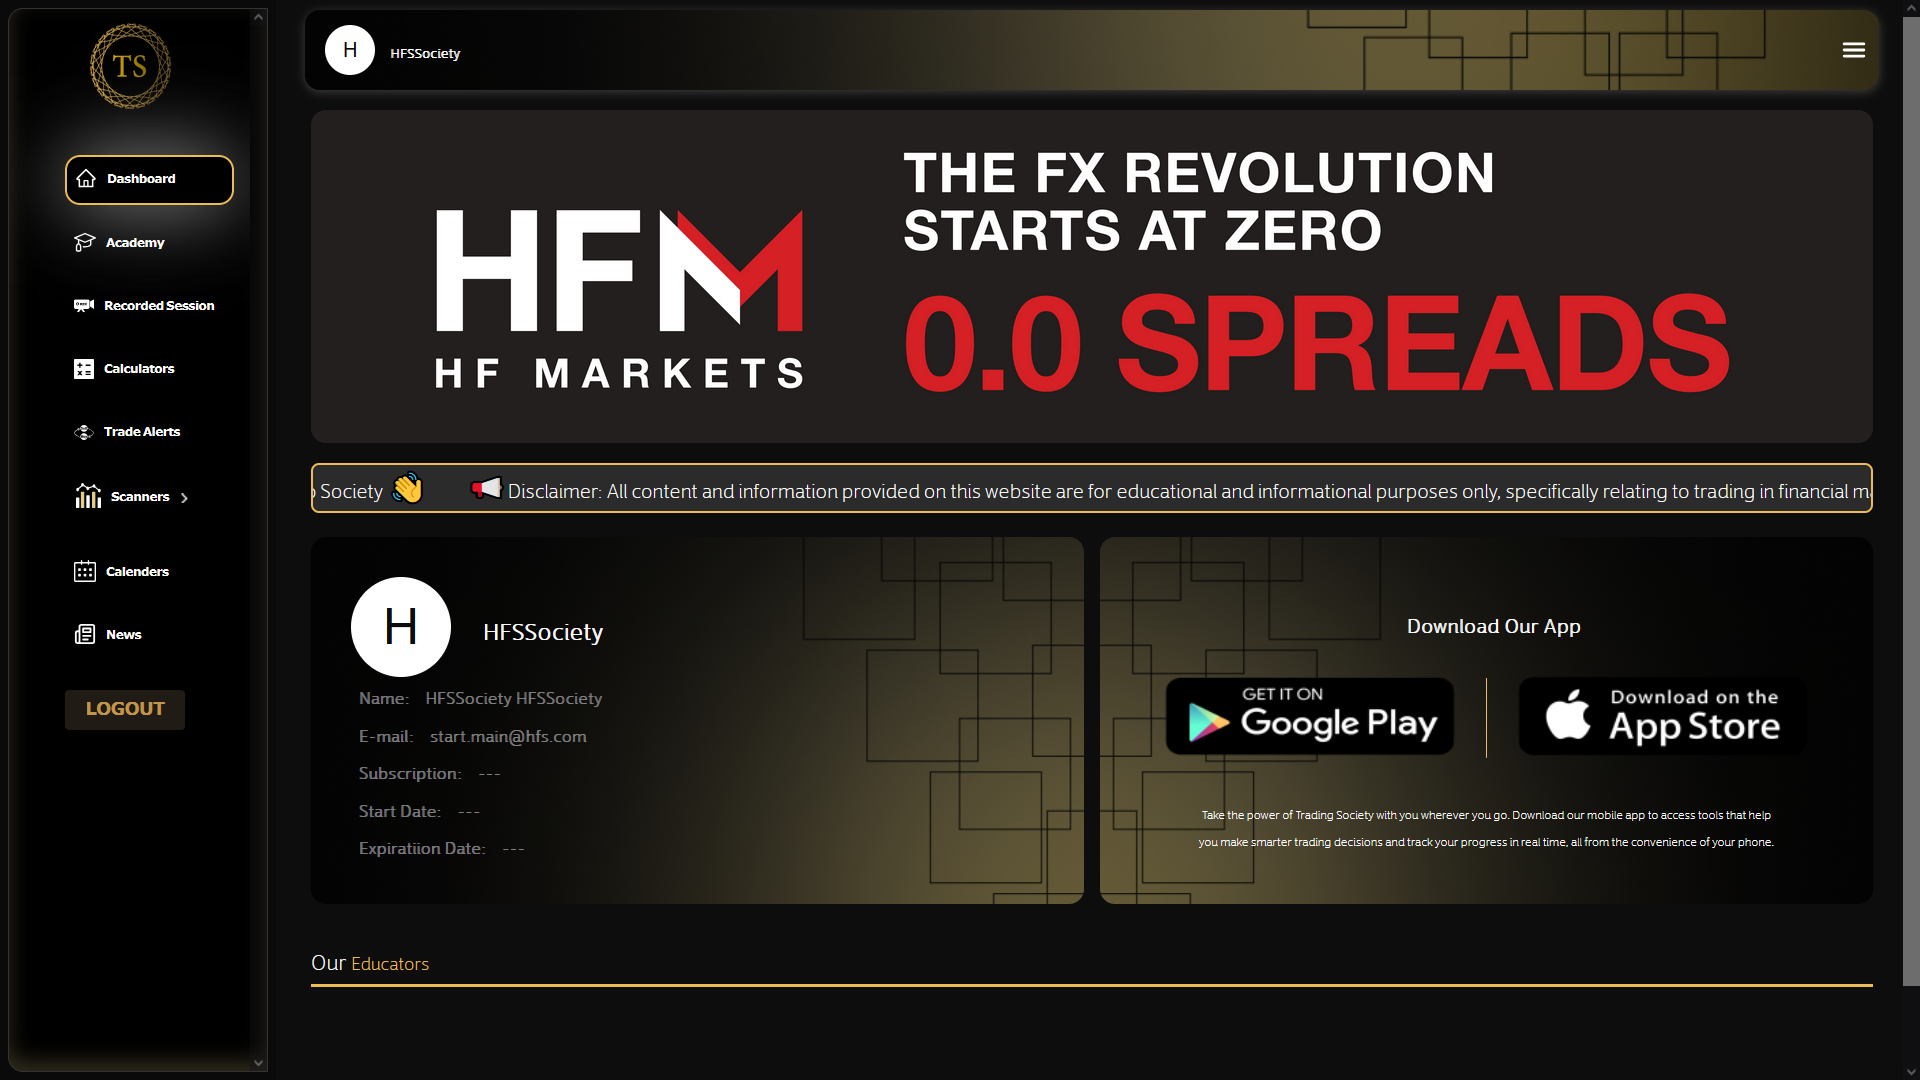 TS
Dashboard
Academy
Recorded Session
Calculators
Trade Alerts
Scanners
Calenders
News
LOGOUT
H HFSSociety
HFM
HF MARKETS
THE FX REVOLUTION
STARTS AT ZERO
0.0 SPREADS
Society 👋 📢 Disclaimer: All content and information provided on this website are for educational and informational purposes only, specifically relating to trading in financial
H HFSSociety
Name: HFSSociety HFSSociety
E-mail: start.main@hfs.com
Subscription: ---
Start Date: ---
Expiratiion Date: ---
Download Our App
GET IT ON
Google Play
Download on the
App Store
Take the power of Trading Society with you wherever you go. Download our mobile app to access tools that help
you make smarter trading decisions and track your progress in real time, all from the convenience of your phone.
Our Educators